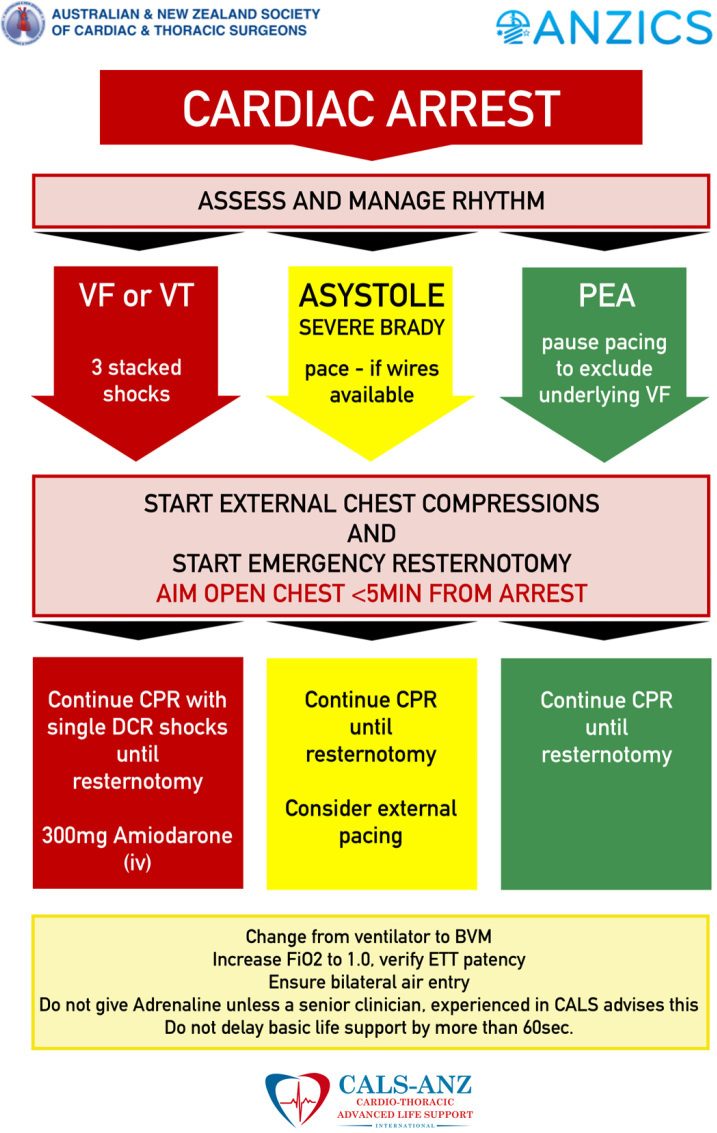 AUSTRALIAN & NEW ZEALAND SOCIETY
OF CARDIAC & THORACIC SURGEONS
ANZICS
CARDIAC ARREST
ASSESS AND MANAGE RHYTHM
VF or VT
3 stacked
shocks
ASYSTOLE
SEVERE BRADY
pace - if wires
available
PEA
pause pacing
to exclude
underlying VF
START EXTERNAL CHEST COMPRESSIONS
AND
START EMERGENCY RESTERNOTOMY
AIM OPEN CHEST <5MIN FROM ARREST
Continue CPR with
single DCR shocks
until
resternotomy
300mg Amiodarone
(iv)
Continue CPR
until
resternotomy
Consider external
pacing
Continue CPR
until
resternotomy
Change from ventilator to BVM
Increase FiO2 to 1.0, verify ETT patency
Ensure bilateral air entry
Do not give Adrenaline unless a senior clinician, experienced in CALS advises this
Do not delay basic life support by more than 60sec.
CALS-ANZ
CARDIO-THORACIC
ADVANCED LIFE SUPPORT
INTERNATIONAL